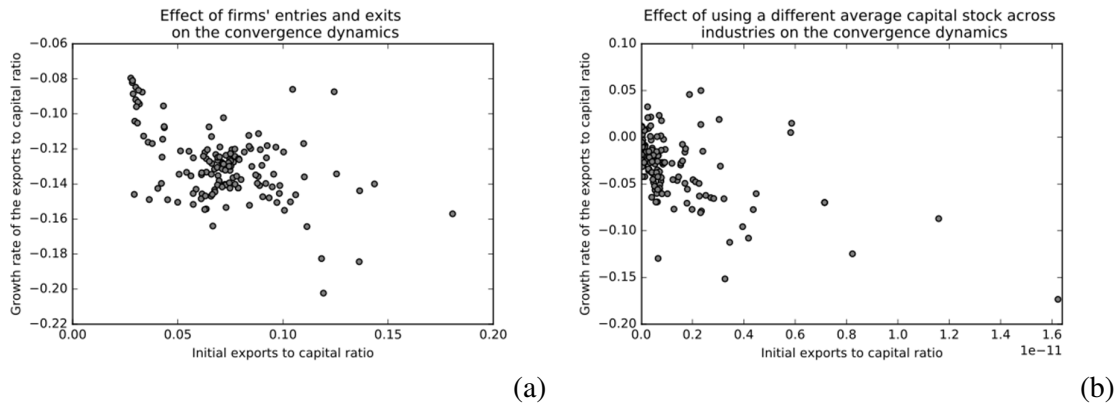 Effect of firms' entries and exits
on the convergence dynamics
Growth rate of the exports to capital ratio
−0.06
−0.08
−0.10
−0.12
−0.14
−0.16
−0.18
−0.20
−0.22
0.00 0.05 0.10 0.15 0.20
Initial exports to capital ratio
(a)
Effect of using a different average capital stock across
industries on the convergence dynamics
Growth rate of the exports to capital ratio
0.10
0.05
0.00
−0.05
−0.10
−0.15
−0.20
0.0 0.2 0.4 0.6 0.8 1.0 1.2 1.4 1.6
Initial exports to capital ratio
1e−11
(b)